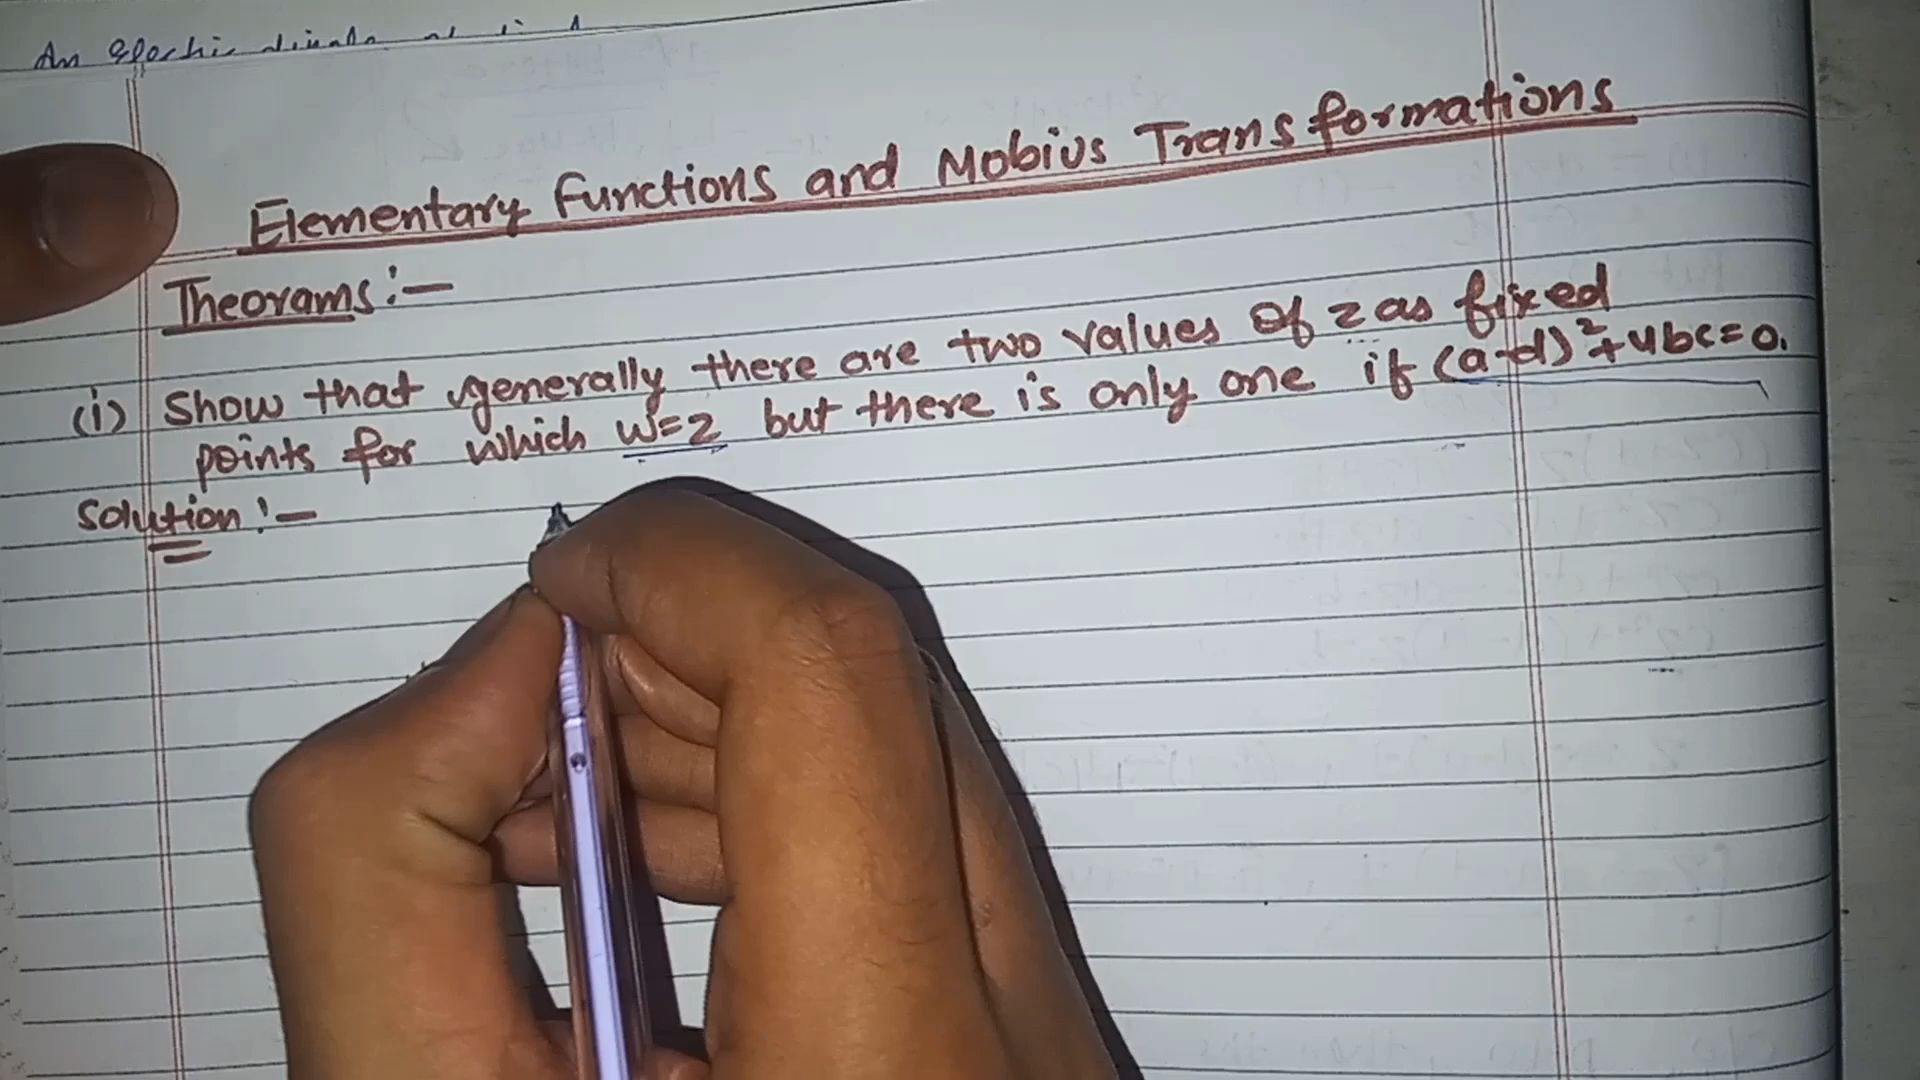 An
Elementary Functions and Mobius Transformations
Theorams:-
(i) Show that generally there are two values of z as fixed
points for which w=z but there is only one if (a-d)²+4bc=0.
Solution:-